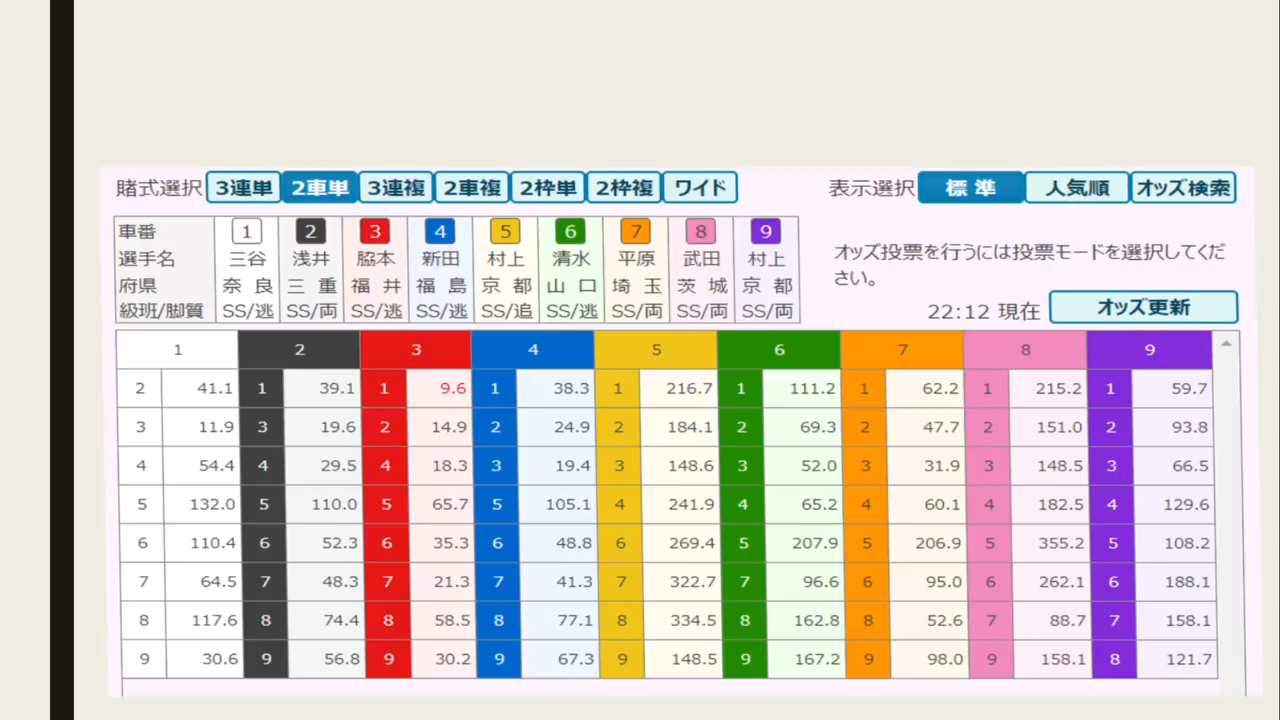 賭式選択 3連単 2車単 3連複 2車複 2枠単 2枠複 ワイド 表示選択 標準 人気順 オッズ検索
車番 1 2 3 4 5 6 7 8 9
選手名 三谷 浅井 脇本 新田 村上 清水 平原 武田 村上
府県 奈良 三重 福井 福島 京都 山口 埼玉 茨城 京都
級班/脚質 SS/逃 SS/両 SS/逃 SS/逃 SS/追 SS/逃 SS/両 SS/両 SS/両
オッズ投票を行うには投票モードを選択してくだ
さい。
22:12 現在 オッズ更新
1 2 3 4 5 6 7 8 9
2 41.1 1 39.1 1 9.6 1 38.3 1 216.7 1 111.2 1 62.2 1 215.2 1 59.7
3 11.9 3 19.6 2 14.9 2 24.9 2 184.1 2 69.3 2 47.7 2 151.0 2 93.8
4 54.4 4 29.5 4 18.3 3 19.4 3 148.6 3 52.0 3 31.9 3 148.5 3 66.5
5 132.0 5 110.0 5 65.7 5 105.1 4 241.9 4 65.2 4 60.1 4 182.5 4 129.6
6 110.4 6 52.3 6 35.3 6 48.8 6 269.4 5 207.9 5 206.9 5 355.2 5 108.2
7 64.5 7 48.3 7 21.3 7 41.3 7 322.7 7 96.6 6 95.0 6 262.1 6 188.1
8 117.6 8 74.4 8 58.5 8 77.1 8 334.5 8 162.8 8 52.6 7 88.7 7 158.1
9 30.6 9 56.8 9 30.2 9 67.3 9 148.5 9 167.2 9 98.0 9 158.1 8 121.7